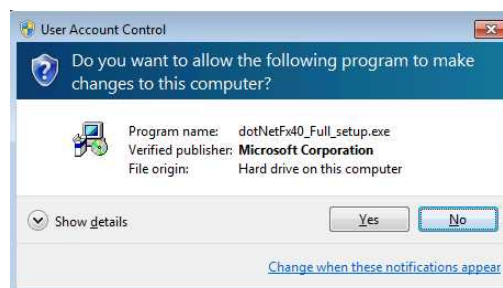 User Account Control
Do you want to allow the following program to make
changes to this computer?
Program name: dotNetFx40_Full_setup.exe
Verified publisher: Microsoft Corporation
File origin: Hard drive on this computer
Show details
Yes
No
Change when these notifications appear